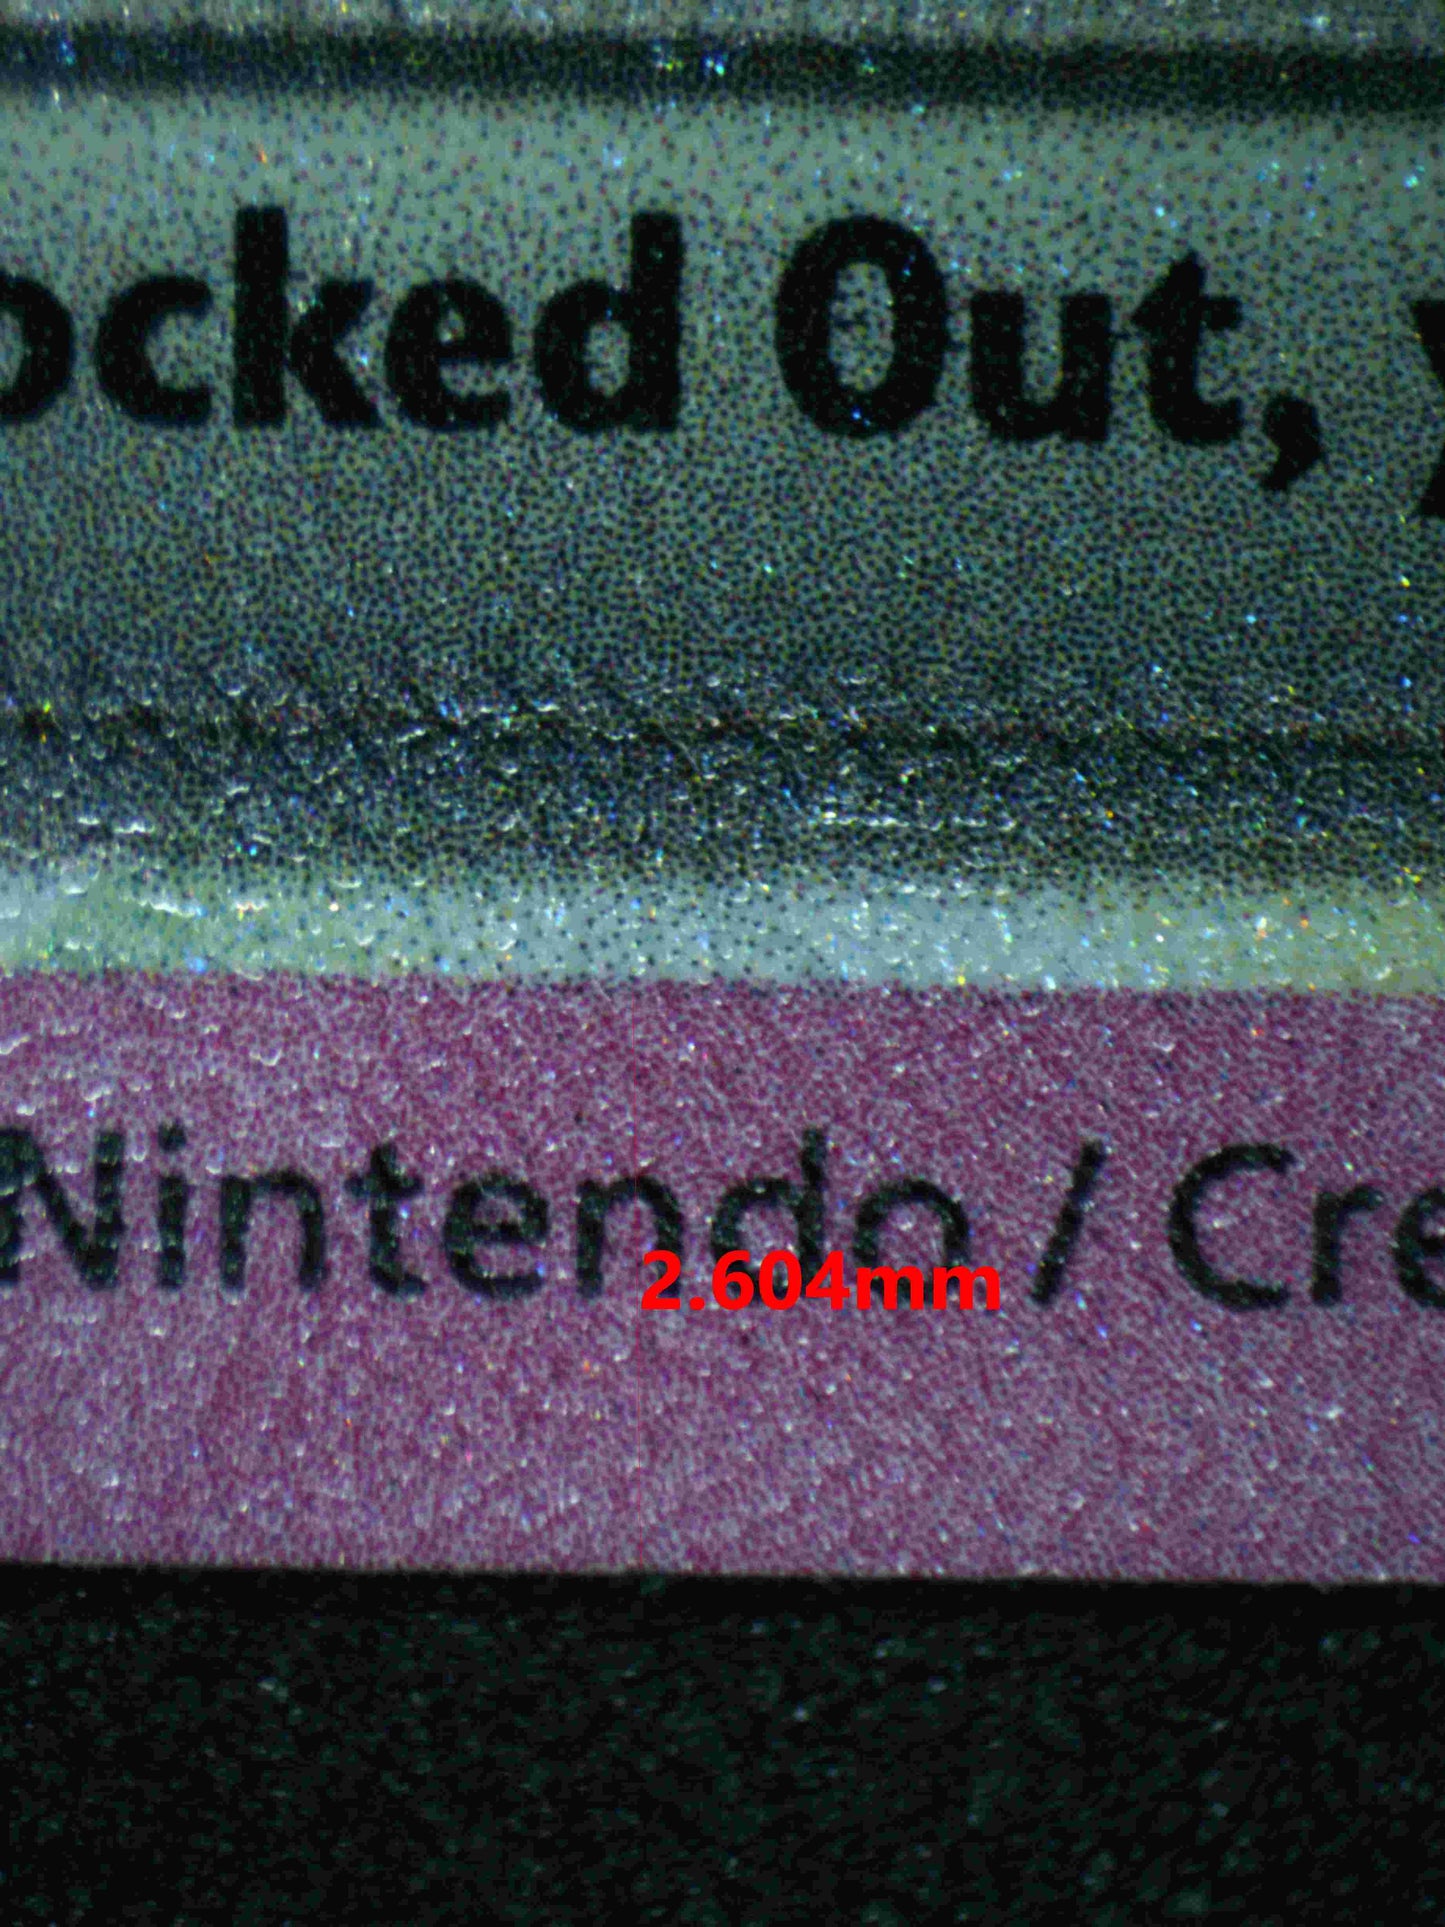 ocked Out, y
Nintendo / Cre
2.604mm